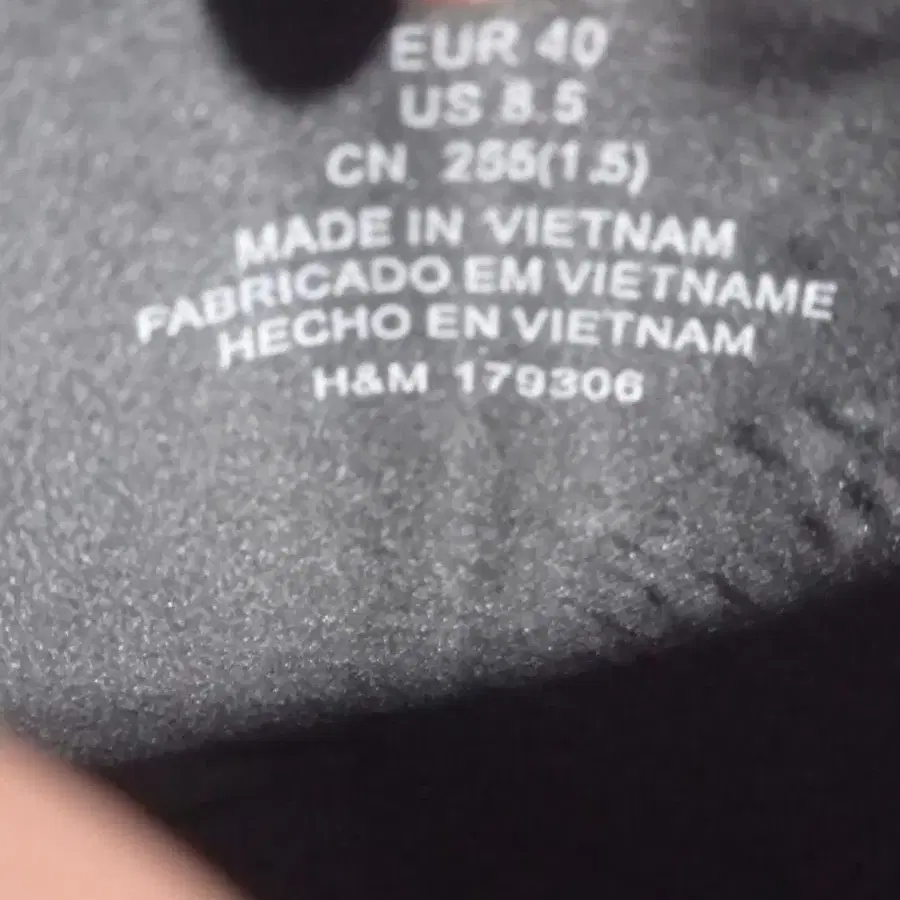 EUR 40
US 8.5
CN 255(1.5)
MADE IN VIETNAM
FABRICADO EM VIETNAME
HECHO EN VIETNAM
H&M 179306